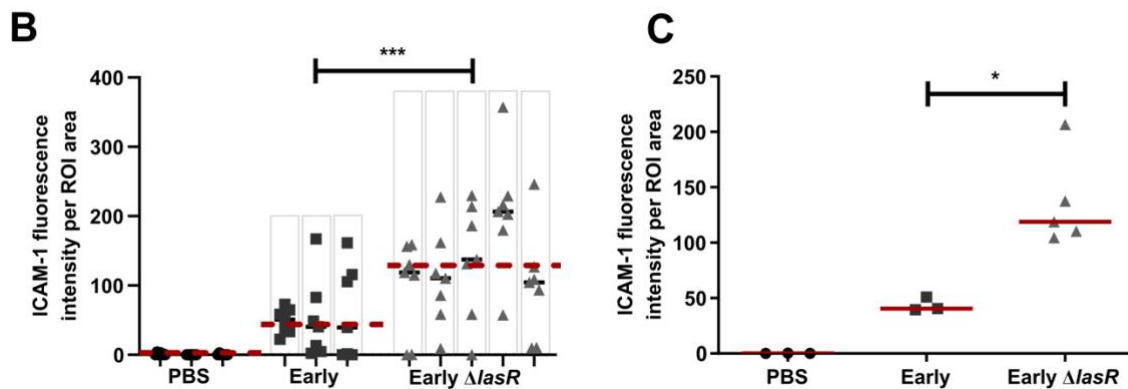 B
***
400
300
200
100
0
ICAM-1 fluorescence
intensity per ROI area
PBS
Early
Early ΔlasR
C
*
250
200
150
100
50
0
ICAM-1 fluorescence
intensity per ROI area
PBS
Early
Early ΔlasR